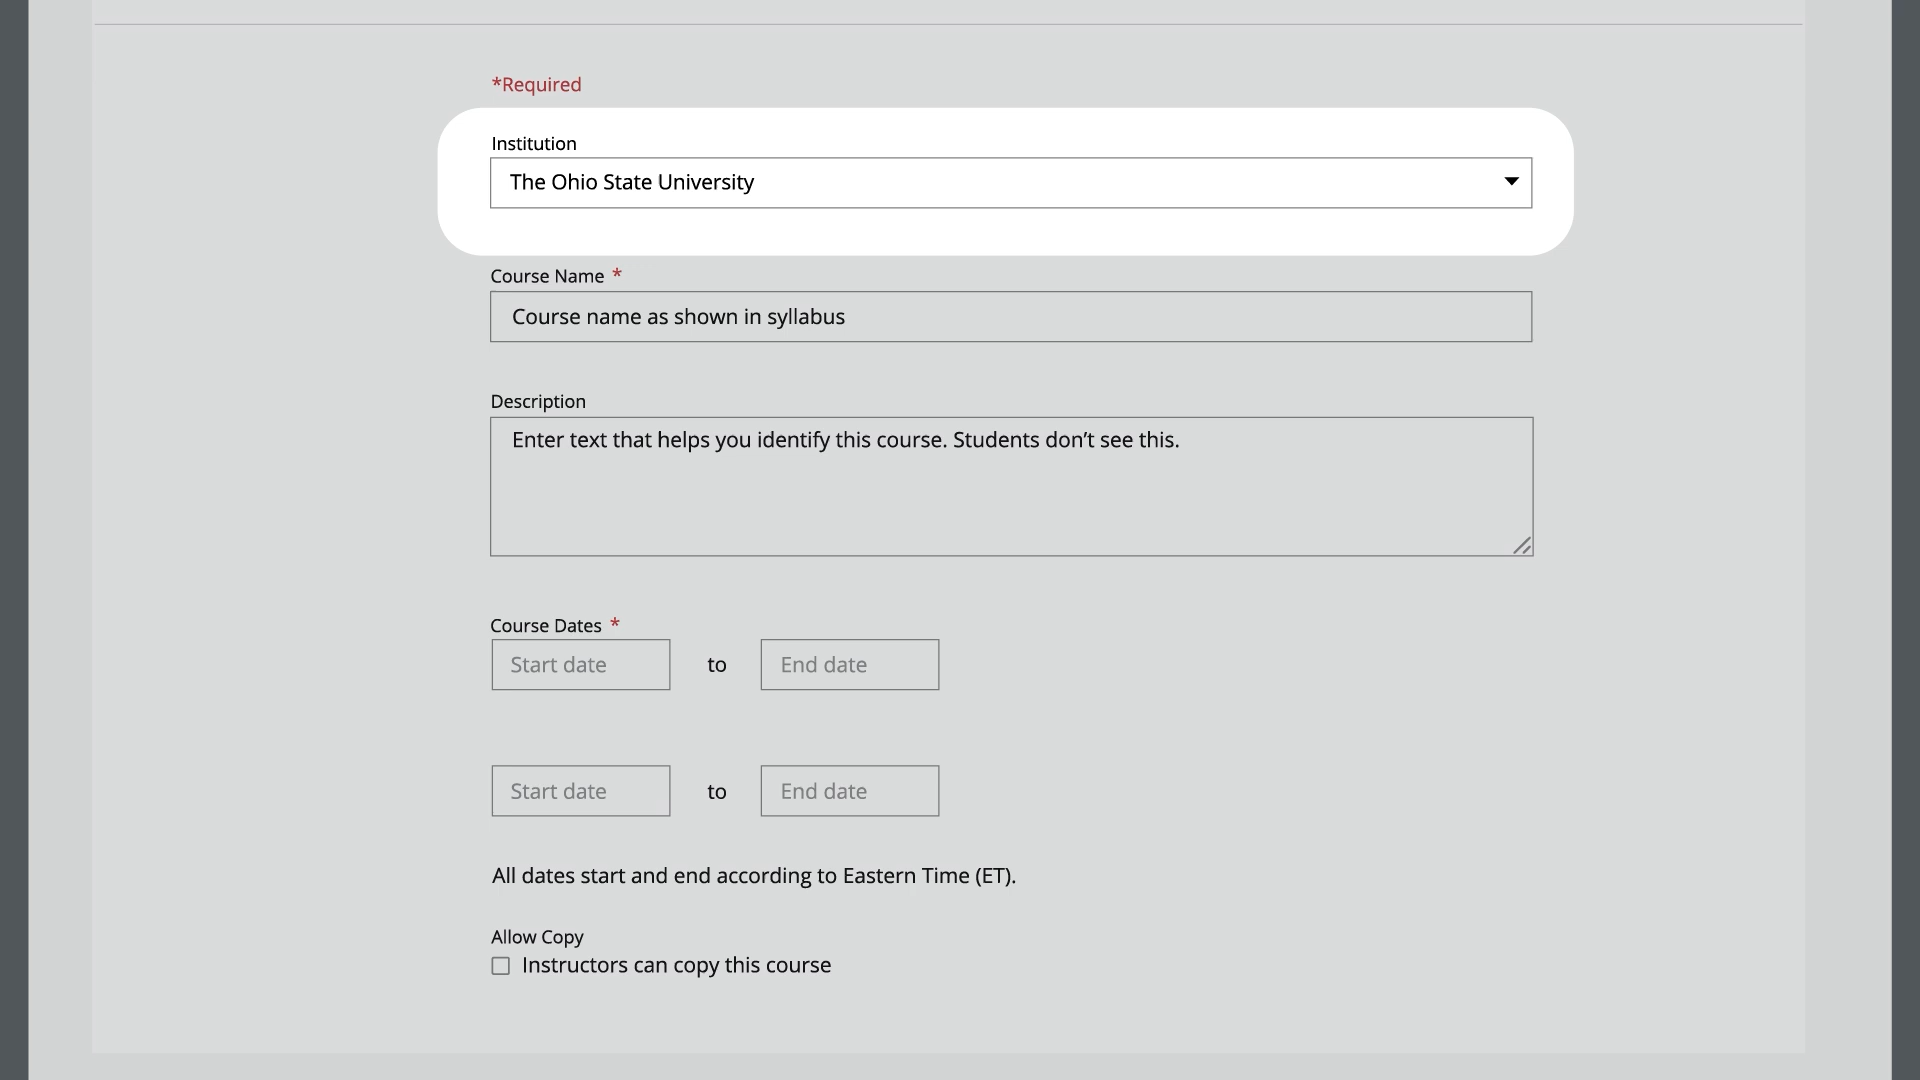 *Required
Institution
The Ohio State University
Course Name *
Course name as shown in syllabus
Description
Enter text that helps you identify this course. Students don’t see this.
Course Dates *
Start date to End date
Start date to End date
All dates start and end according to Eastern Time (ET).
Allow Copy
Instructors can copy this course